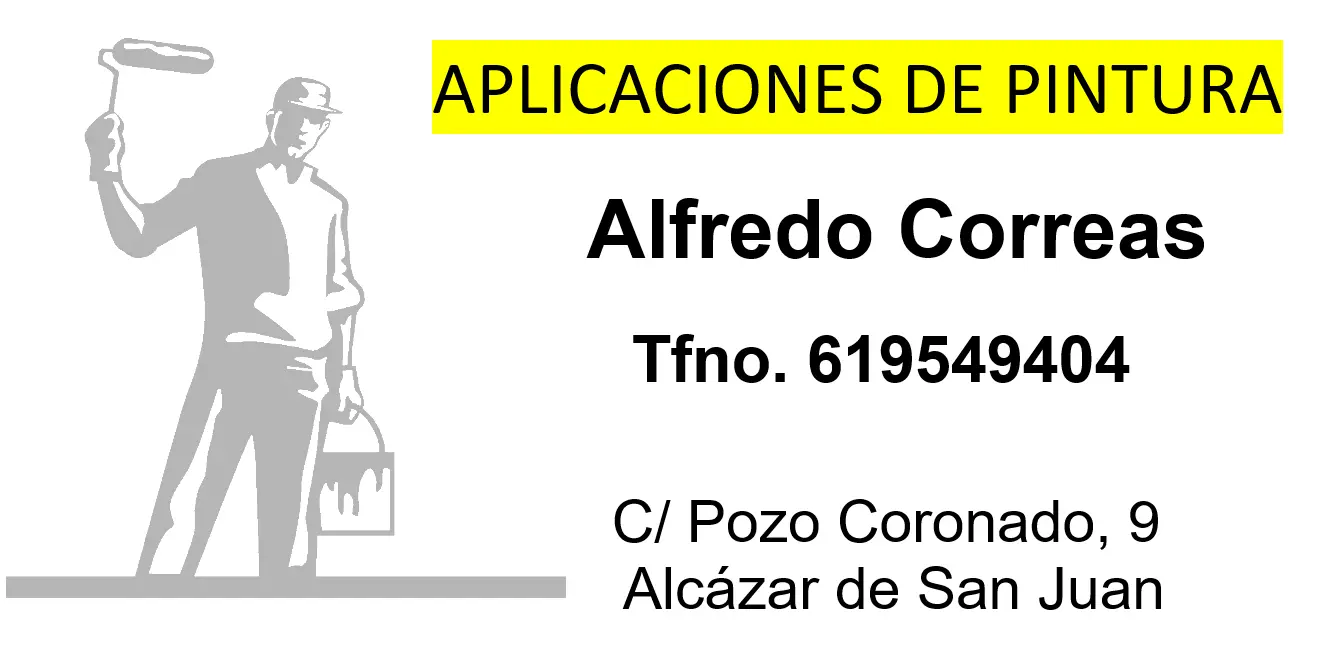 APLICACIONES DE PINTURA
Alfredo Correas
Tfno. 619549404
C/ Pozo Coronado, 9
Alcázar de San Juan